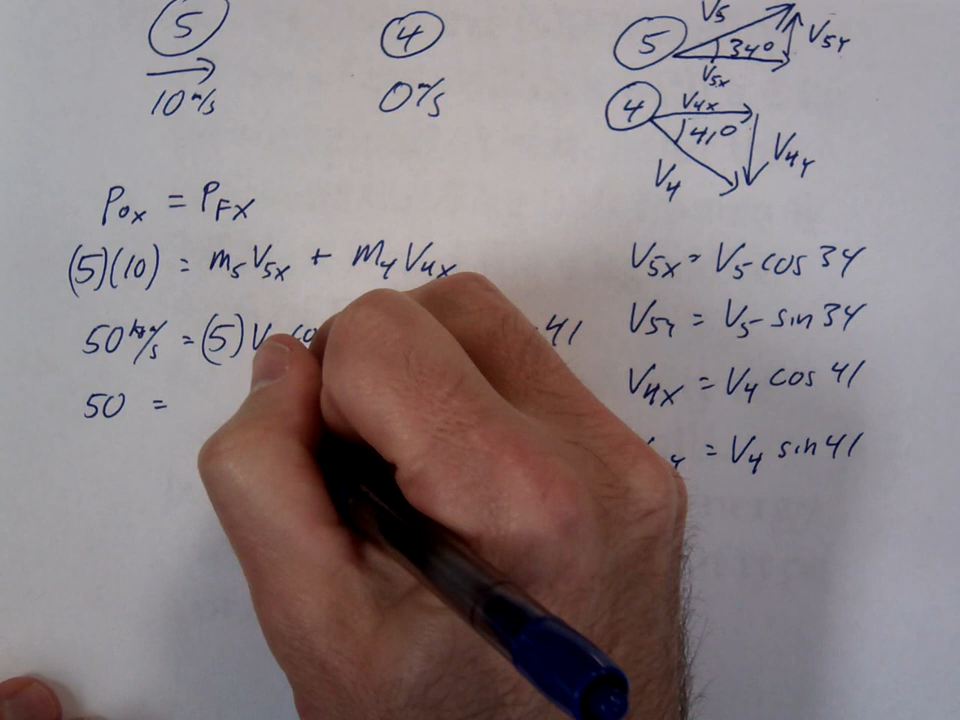 5
10 m/s
4
0 m/s
5 V5 34° V5x V5y
4 V4x 41° V4 V4y
Pox = PFx
(5)(10) = m5V5x + m4V4x
50 kgm/s = (5)V 41
50 =
V5x = V5 cos 34
V5y = V5 sin 34
V4x = V4 cos 41
y = V4 sin 41